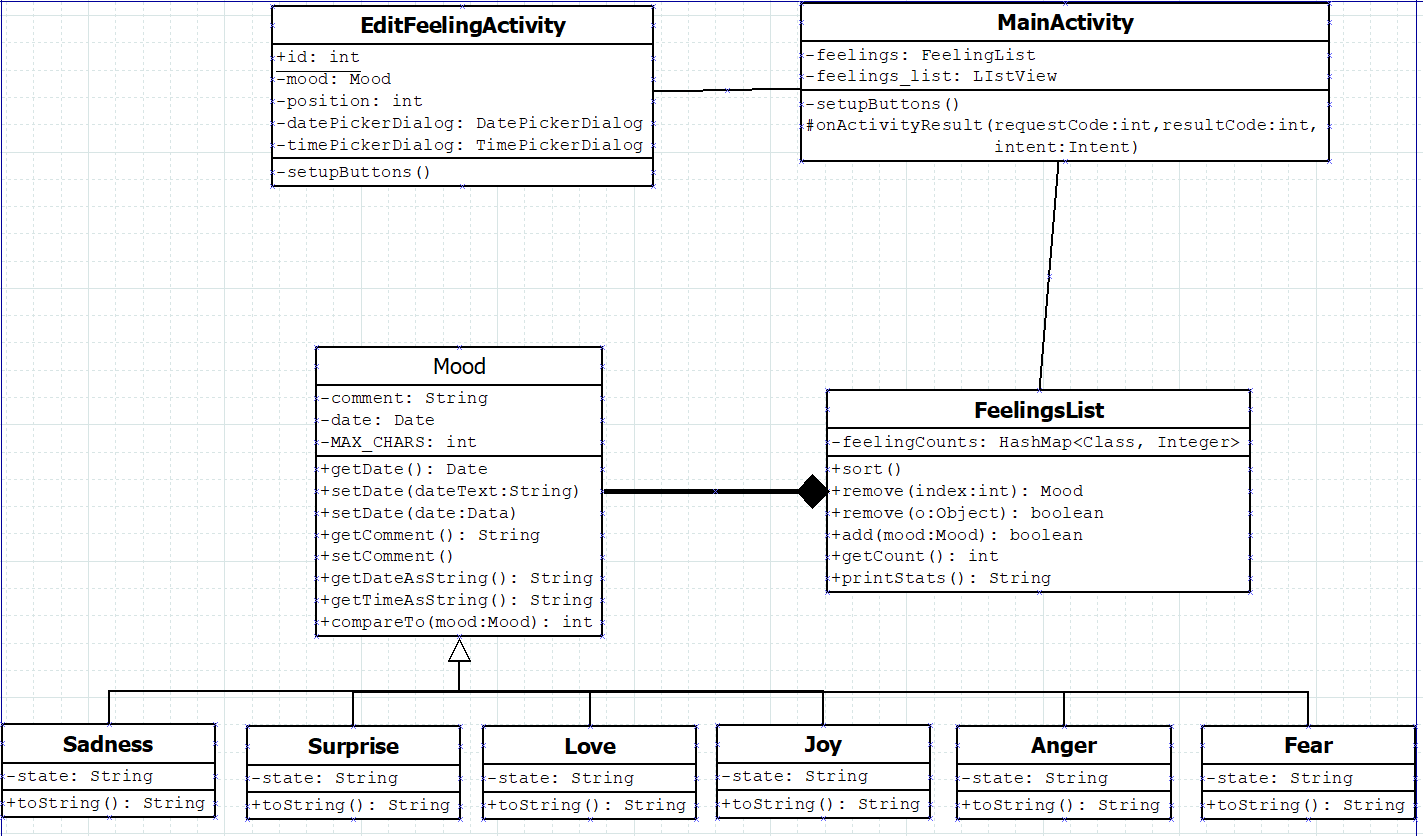 EditFeelingActivity
+id: int
-mood: Mood
-position: int
-datePickerDialog: DatePickerDialog
-timePickerDialog: TimePickerDialog
-setupButtons()
MainActivity
-feelings: FeelingList
-feelings_list: LIstView
-setupButtons()
#onActivityResult(requestCode:int,resultCode:int,
intent:Intent)
Mood
-comment: String
-date: Date
-MAX_CHARS: int
+getDate(): Date
+setDate(dateText:String)
+setDate(date:Data)
+getComment(): String
+setComment()
+getDateAsString(): String
+getTimeAsString(): String
+compareTo(mood:Mood): int
FeelingsList
-feelingCounts: HashMap<Class, Integer>
+sort()
+remove(index:int): Mood
+remove(o:Object): boolean
+add(mood:Mood): boolean
+getCount(): int
+printStats(): String
Sadness
-state: String
+toString(): String
Surprise
-state: String
+toString(): String
Love
-state: String
+toString(): String
Joy
-state: String
+toString(): String
Anger
-state: String
+toString(): String
Fear
-state: String
+toString(): String